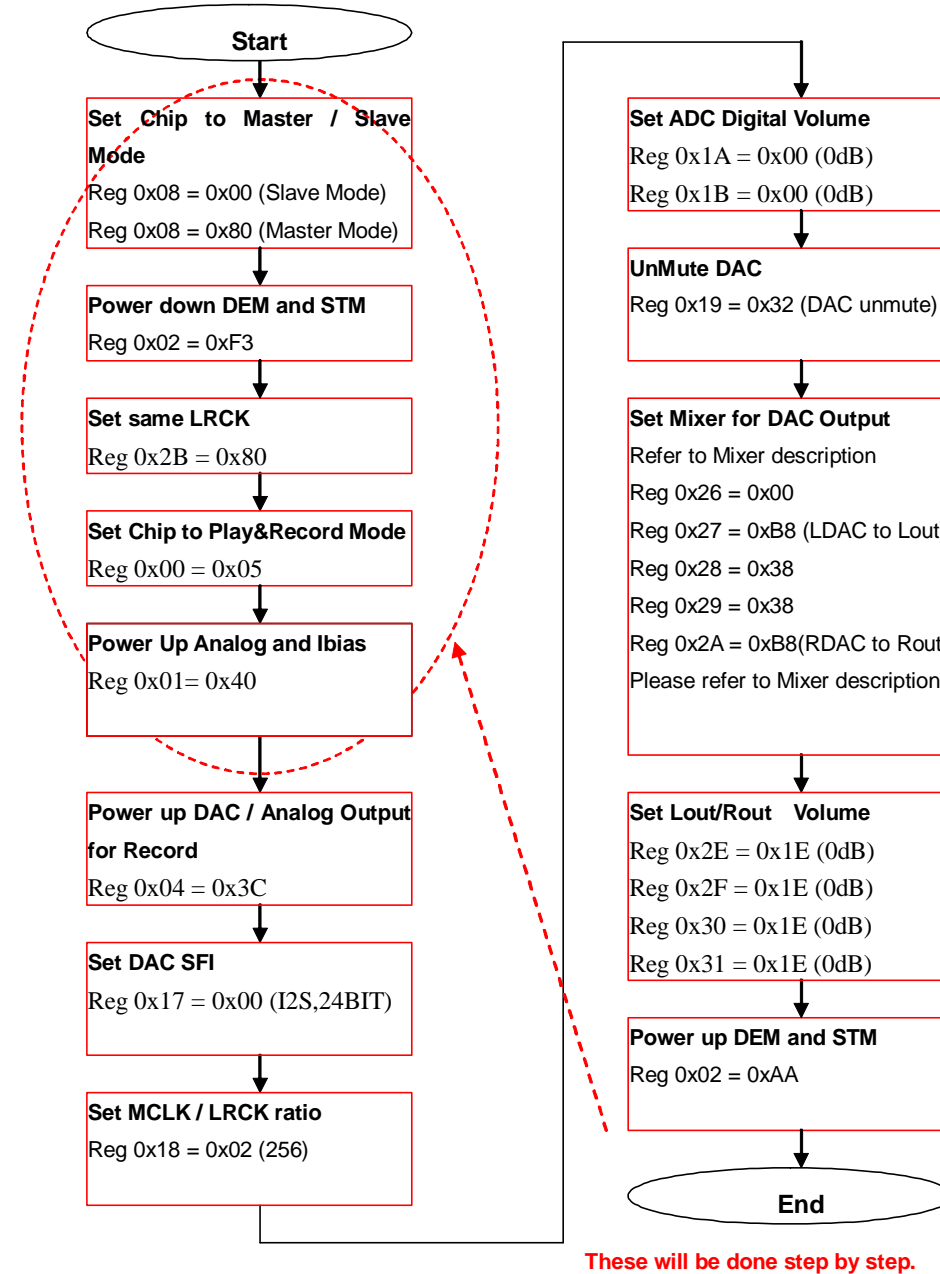 Start
Set Chip to Master / Slave
Mode
Reg 0x08 = 0x00 (Slave Mode)
Reg 0x08 = 0x80 (Master Mode)
Power down DEM and STM
Reg 0x02 = 0xF3
Set same LRCK
Reg 0x2B = 0x80
Set Chip to Play&Record Mode
Reg 0x00 = 0x05
Power Up Analog and Ibias
Reg 0x01= 0x40
Power up DAC / Analog Output
for Record
Reg 0x04 = 0x3C
Set DAC SFI
Reg 0x17 = 0x00 (I2S,24BIT)
Set MCLK / LRCK ratio
Reg 0x18 = 0x02 (256)
Set ADC Digital Volume
Reg 0x1A = 0x00 (0dB)
Reg 0x1B = 0x00 (0dB)
UnMute DAC
Reg 0x19 = 0x32 (DAC unmute)
Set Mixer for DAC Output
Refer to Mixer description
Reg 0x26 = 0x00
Reg 0x27 = 0xB8 (LDAC to Lout
Reg 0x28 = 0x38
Reg 0x29 = 0x38
Reg 0x2A = 0xB8(RDAC to Rout
Please refer to Mixer description
Set Lout/Rout Volume
Reg 0x2E = 0x1E (0dB)
Reg 0x2F = 0x1E (0dB)
Reg 0x30 = 0x1E (0dB)
Reg 0x31 = 0x1E (0dB)
Power up DEM and STM
Reg 0x02 = 0xAA
End
These will be done step by step.